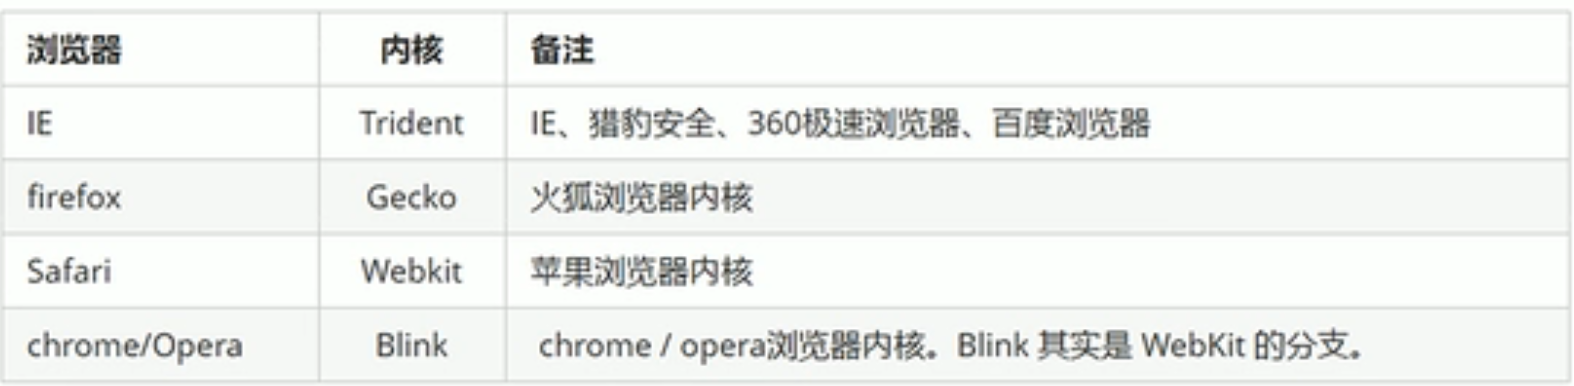 浏览器 内核 备注
IE Trident IE、猎豹安全、360极速浏览器、百度浏览器
firefox Gecko 火狐浏览器内核
Safari Webkit 苹果浏览器内核
chrome/Opera Blink chrome / opera浏览器内核。Blink 其实是 WebKit 的分支。